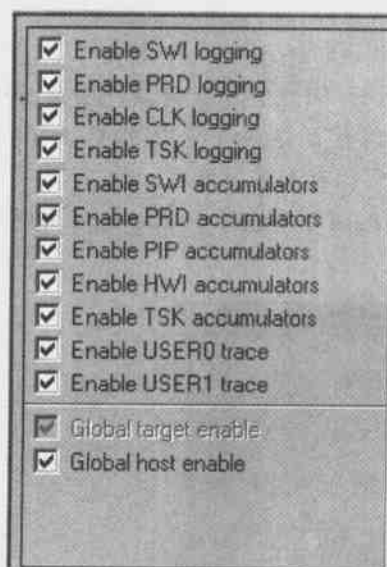 Enable SWI logging
Enable PRD logging
Enable CLK logging
Enable TSK logging
Enable SWI accumulators
Enable PRD accumulators
Enable PIP accumulators
Enable HWI accumulators
Enable TSK accumulators
Enable USER0 trace
Enable USER1 trace
Global target enable
Global host enable